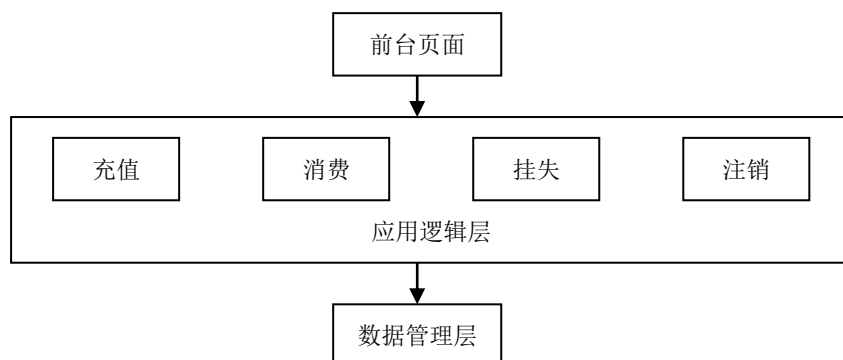 前台页面
充值 消费 挂失 注销
应用逻辑层
数据管理层